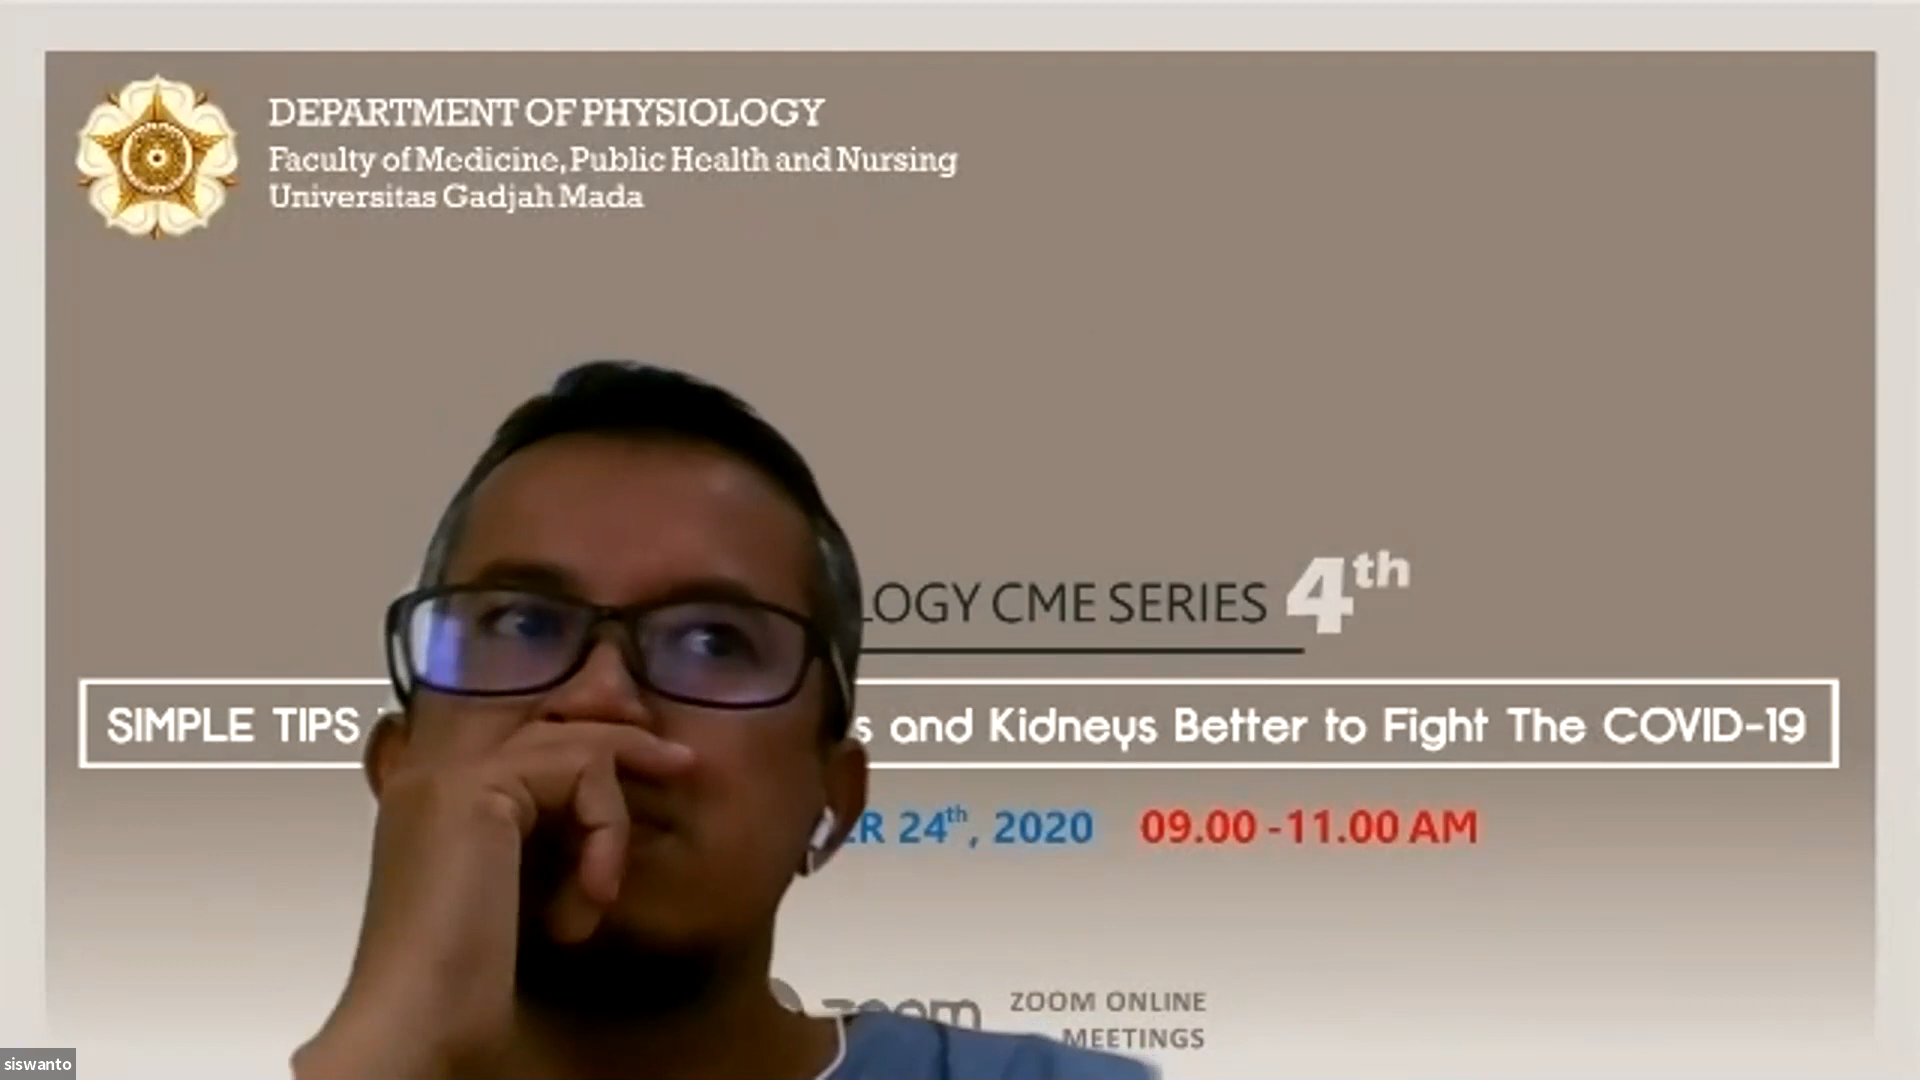 DEPARTMENT OF PHYSIOLOGY
Faculty of Medicine, Public Health and Nursing
Universitas Gadjah Mada
LOGY CME SERIES 4th
SIMPLE TIPS s and Kidneys Better to Fight The COVID-19
ER 24th, 2020 09.00 -11.00 AM
zoom ZOOM ONLINE
MEETINGS
siswanto